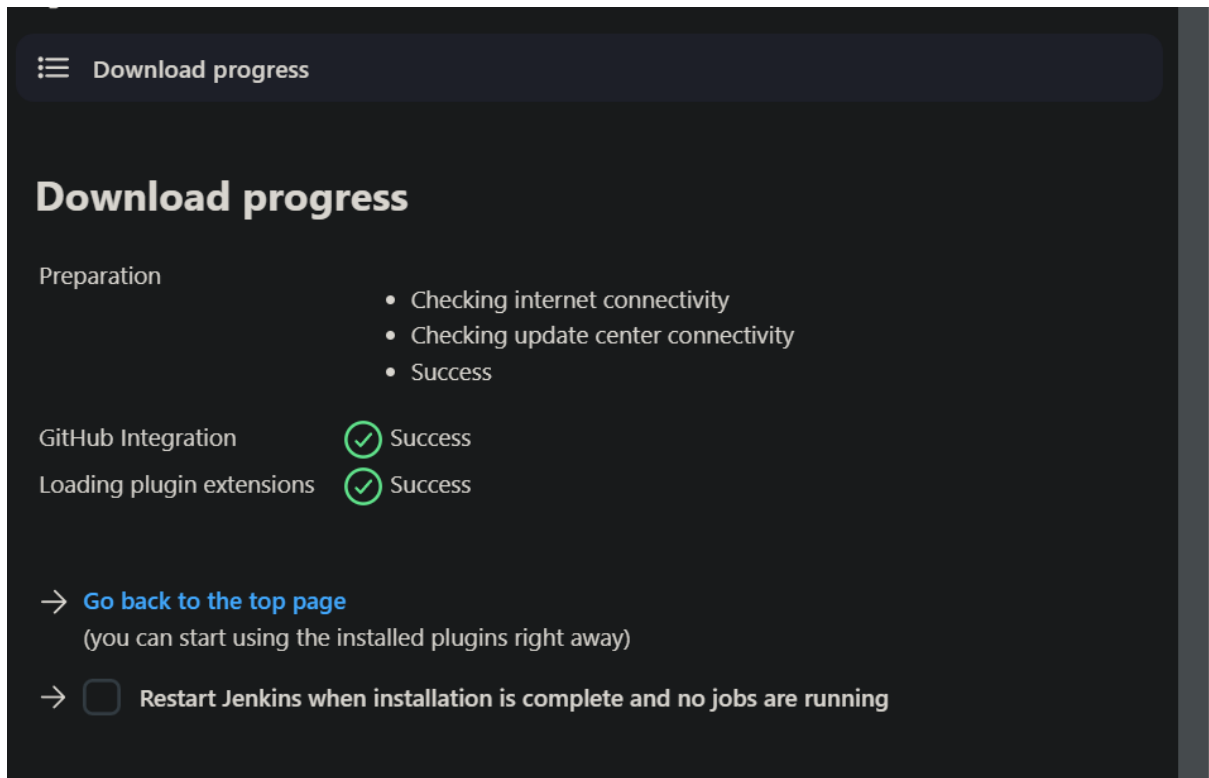 Download progress
Download progress
Preparation
• Checking internet connectivity
• Checking update center connectivity
• Success
GitHub Integration Success
Loading plugin extensions Success
Go back to the top page
(you can start using the installed plugins right away)
Restart Jenkins when installation is complete and no jobs are running